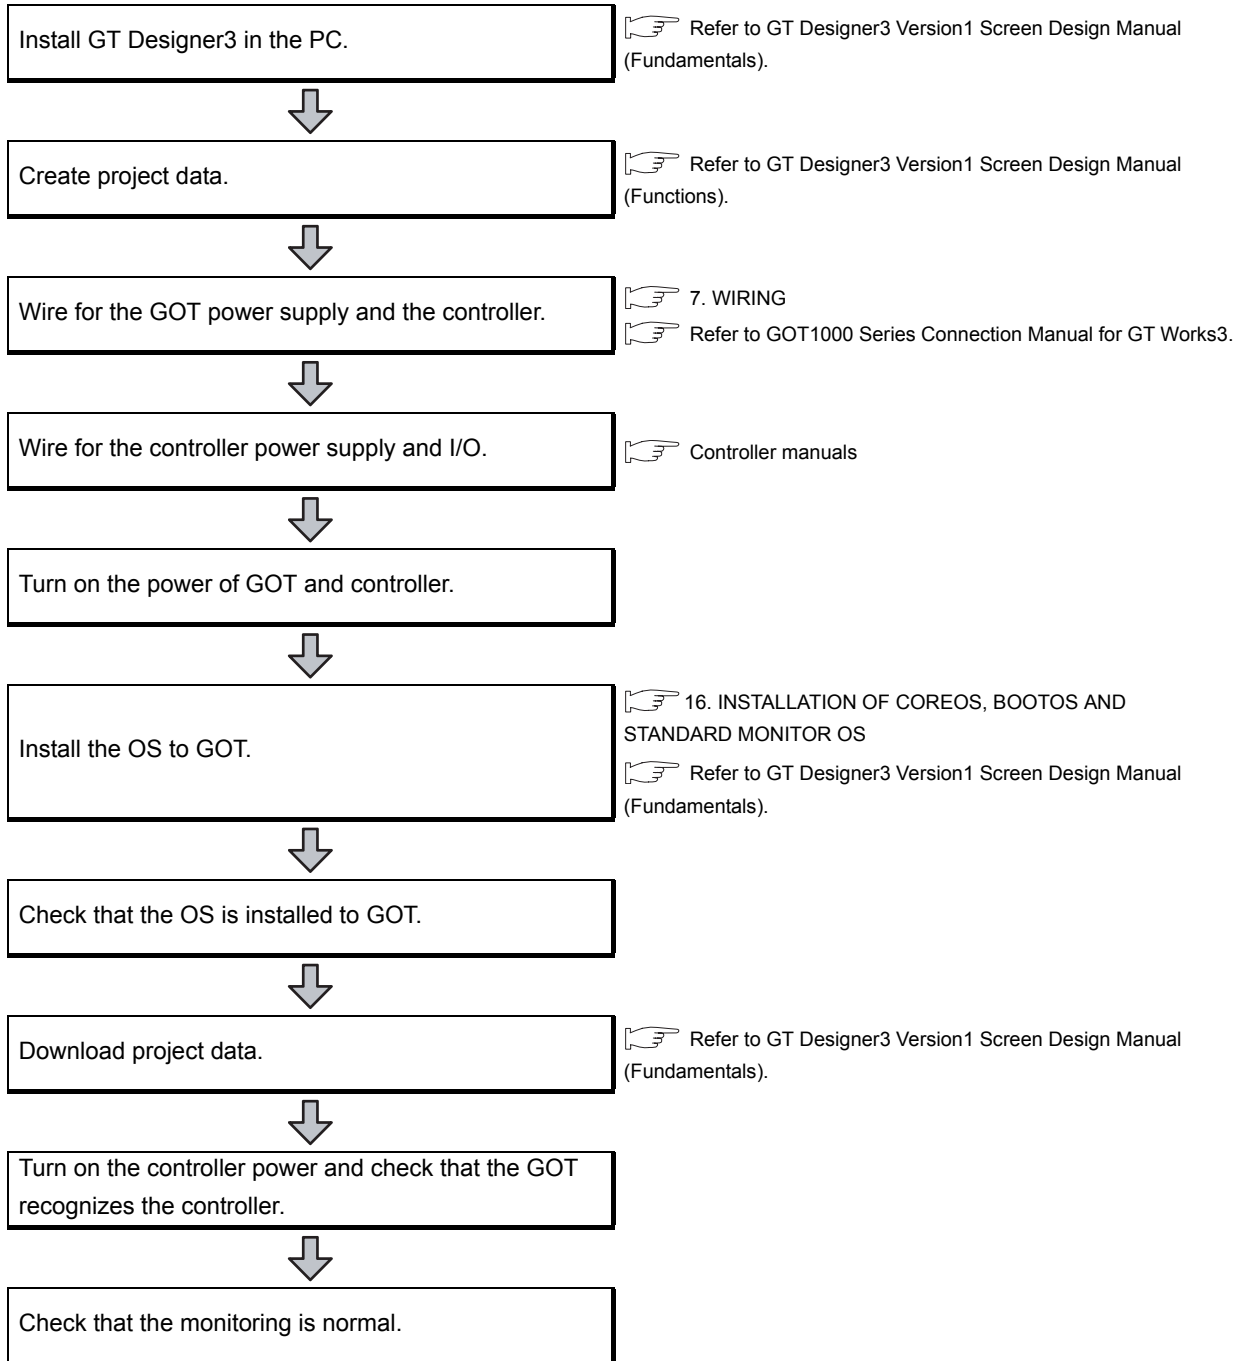 Install GT Designer3 in the PC.
Refer to GT Designer3 Version1 Screen Design Manual
(Fundamentals).
Create project data.
Refer to GT Designer3 Version1 Screen Design Manual
(Functions).
Wire for the GOT power supply and the controller.
7. WIRING
Refer to GOT1000 Series Connection Manual for GT Works3.
Wire for the controller power supply and I/O.
Controller manuals
Turn on the power of GOT and controller.
Install the OS to GOT.
16. INSTALLATION OF COREOS, BOOTOS AND
STANDARD MONITOR OS
Refer to GT Designer3 Version1 Screen Design Manual
(Fundamentals).
Check that the OS is installed to GOT.
Download project data.
Refer to GT Designer3 Version1 Screen Design Manual
(Fundamentals).
Turn on the controller power and check that the GOT
recognizes the controller.
Check that the monitoring is normal.